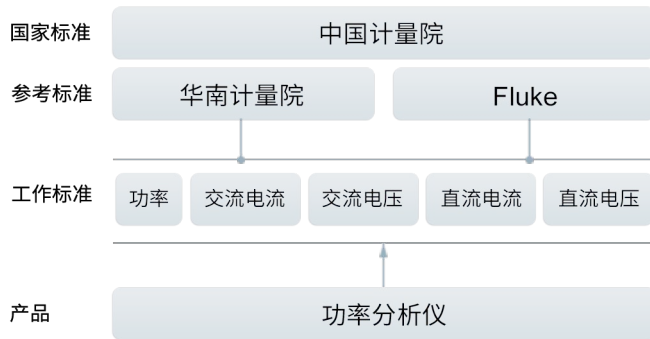 国家标准 中国计量院
参考标准 华南计量院 Fluke
工作标准 功率 交流电流 交流电压 直流电流 直流电压
产品 功率分析仪